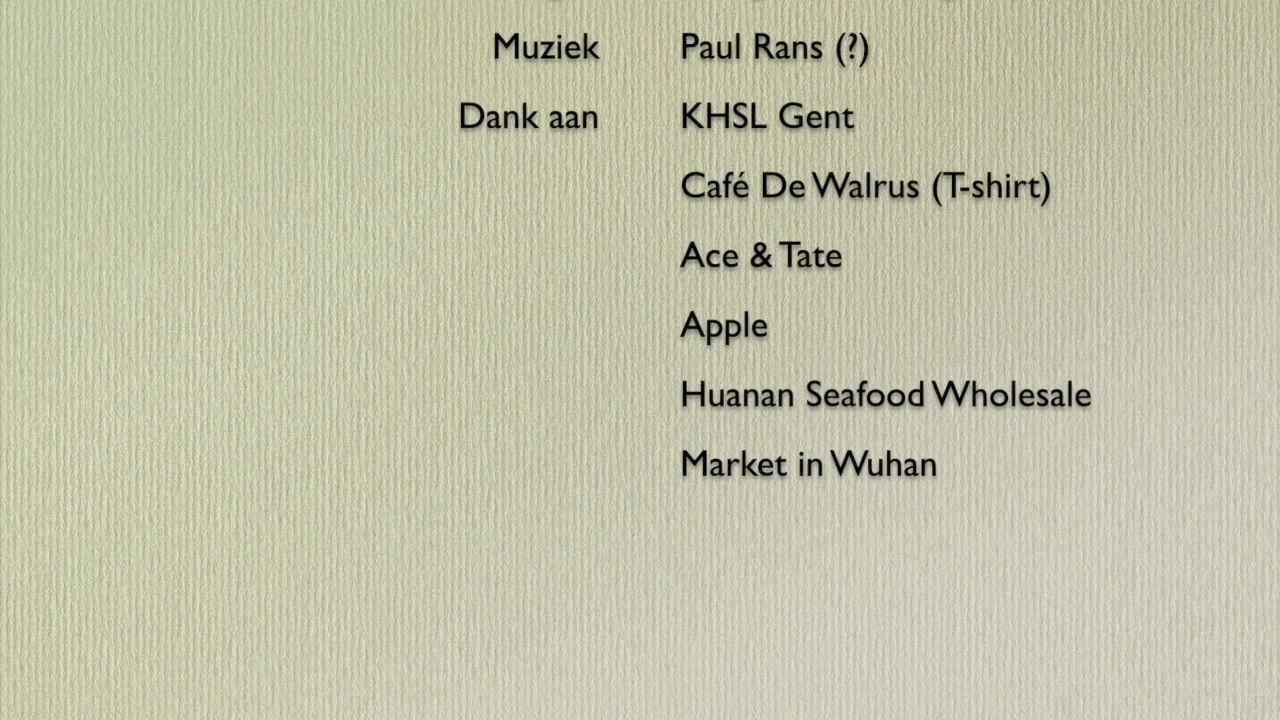 Muziek Paul Rans (?)
Dank aan KHSL Gent
Café De Walrus (T-shirt)
Ace & Tate
Apple
Huanan Seafood Wholesale
Market in Wuhan